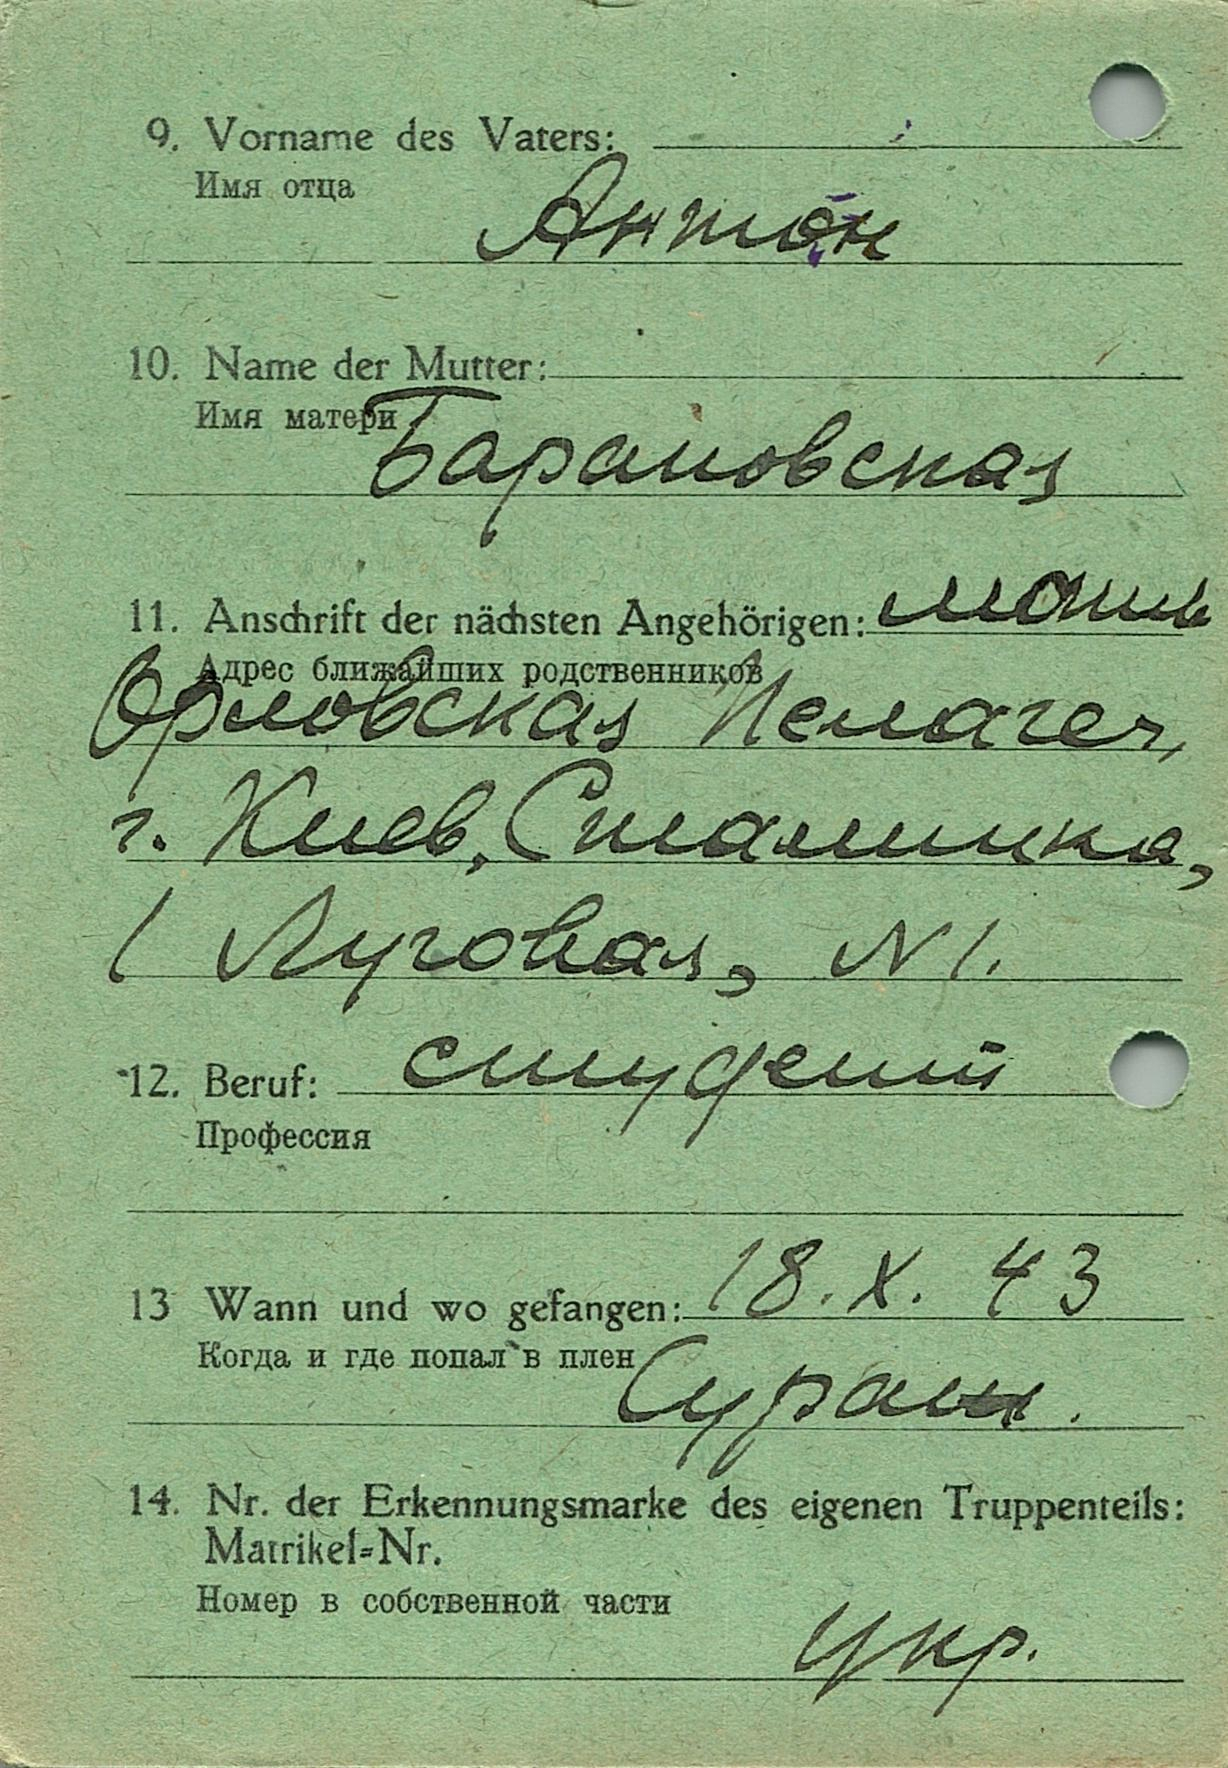 9. Vorname des Vaters:
Имя отца
Антон
10. Name der Mutter:
Имя матери
Барановская
11. Anschrift der nächsten Angehörigen: мать
Адрес ближайших родственников
Орловская Пелагея,
г. Киев, Сталинка,
1 Луговая, N 1.
12. Beruf: студент
Профессия
13 Wann und wo gefangen: 18. X. 43
Когда и где попал в плен
14. Nr. der Erkennungsmarke des eigenen Truppenteils:
Matrikel=Nr.
Номер в собственной части
укр.